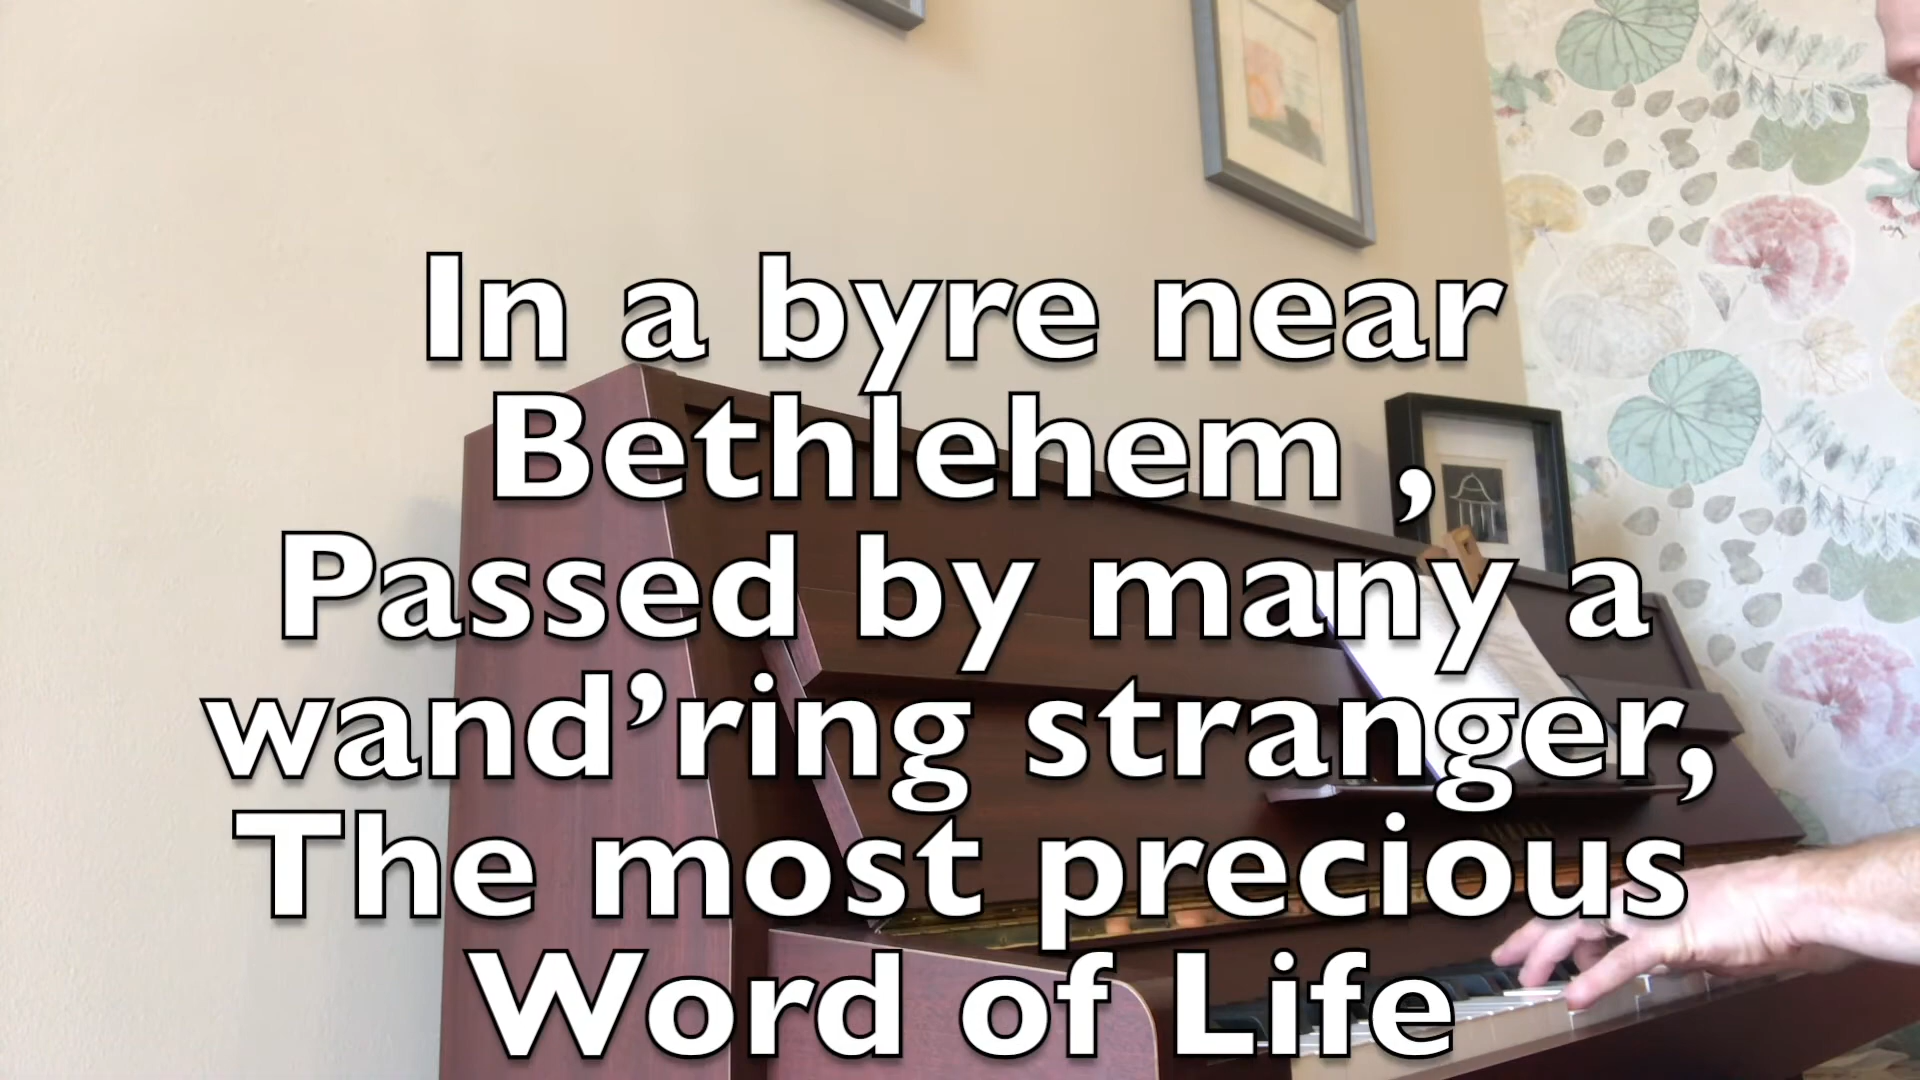 In a byre near
Bethlehem ,
Passed by many a
wand’ring stranger,
The most precious
Word of Life